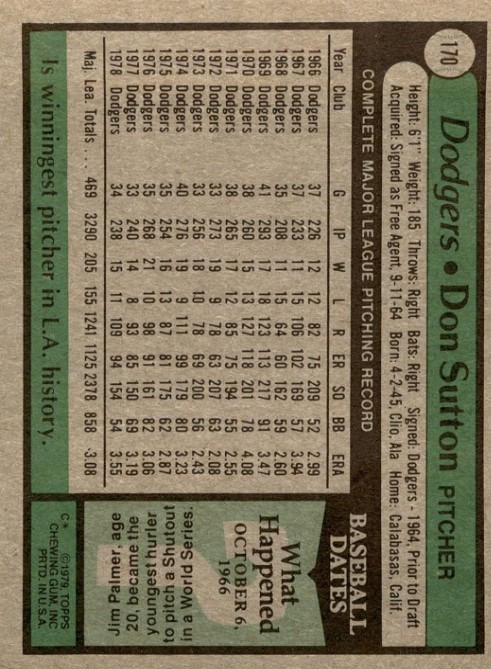 170
Dodgers • Don Sutton PITCHER
Height: 6'1" Weight: 185 Throws: Right Bats: Right Signed: Dodgers - 1964, Prior to Draft
Acquired: Signed as Free Agent, 9-11-64 Born: 4-2-45, Clio, Ala Home: Calabasas, Calif.
COMPLETE MAJOR LEAGUE PITCHING RECORD
Year Club G IP W L R ER SO BB ERA
1966 Dodgers 37 226 12 12 82 75 209 52 2.99
1967 Dodgers 37 233 11 15 106 102 169 57 3.94
1968 Dodgers 35 208 11 15 64 60 162 59 2.60
1969 Dodgers 41 293 17 18 123 113 217 91 3.47
1970 Dodgers 38 260 15 13 127 118 201 78 4.08
1971 Dodgers 38 265 17 12 85 75 194 55 2.55
1972 Dodgers 33 273 19 9 78 63 207 63 2.08
1973 Dodgers 33 256 18 10 78 69 200 56 2.43
1974 Dodgers 40 276 19 9 111 99 179 80 3.23
1975 Dodgers 35 254 16 13 87 81 175 62 2.87
1976 Dodgers 35 268 21 10 98 91 161 82 3.06
1977 Dodgers 33 240 14 8 93 85 150 69 3.19
1978 Dodgers 34 238 15 11 109 94 154 54 3.55
Maj. Lea. Totals . . . 469 3290 205 155 1241 1125 2378 858 3.08
Is winningest pitcher in L.A. history.
BASEBALL
DATES
What
Happened
OCTOBER 6,
1966
Jim Palmer, age
20, became the
youngest hurler
to pitch a Shutout
in a World Series.
C* ©1979 TOPPS
CHEWING GUM, INC
PRTD. IN U.S.A.